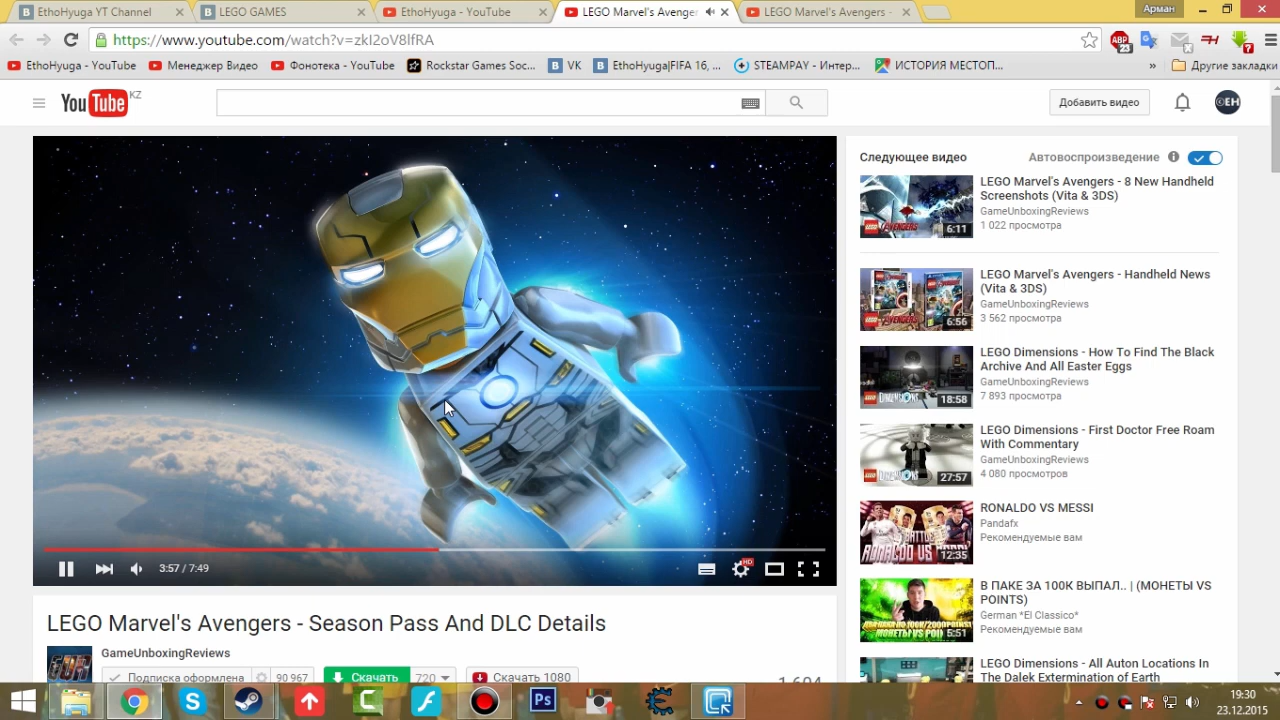 EthoHyuga YT Channel
LEGO GAMES
EthoHyuga - YouTube
LEGO Marvel's Avenger
LEGO Marvel's Avengers -
Арман
https://www.youtube.com/watch?v=zkI2oV8lfRA
ABP
23
EthoHyuga - YouTube
Менеджер Видео
Фонотека - YouTube
Rockstar Games Soc...
VK
EthoHyuga|FIFA 16, ...
STEAMPAY - Интер...
ИСТОРИЯ МЕСТОП...
»
Другие закладки
YouTube KZ
Добавить видео
©EH
3:57 / 7:49
HD
LEGO Marvel's Avengers - Season Pass And DLC Details
GameUnboxingReviews
Подписка оформлена
90 967
Скачать
720
Скачать 1080
1 604
Следующее видео
Автовоспроизведение
LEGO Marvel's Avengers - 8 New Handheld
Screenshots (Vita & 3DS)
GameUnboxingReviews
1 022 просмотра
6:11
LEGO Marvel's Avengers - Handheld News
(Vita & 3DS)
GameUnboxingReviews
3 562 просмотра
6:56
LEGO Dimensions - How To Find The Black
Archive And All Easter Eggs
GameUnboxingReviews
7 893 просмотра
18:58
LEGO Dimensions - First Doctor Free Roam
With Commentary
GameUnboxingReviews
4 080 просмотров
27:57
RONALDO VS MESSI
Pandafx
Рекомендуемые вам
12:35
В ПАКЕ ЗА 100К ВЫПАЛ.. | (МОНЕТЫ VS
POINTS)
German *El Classico*
Рекомендуемые вам
5:51
LEGO Dimensions - All Auton Locations In
The Dalek Extermination of Earth
Ps
19:30
23.12.2015